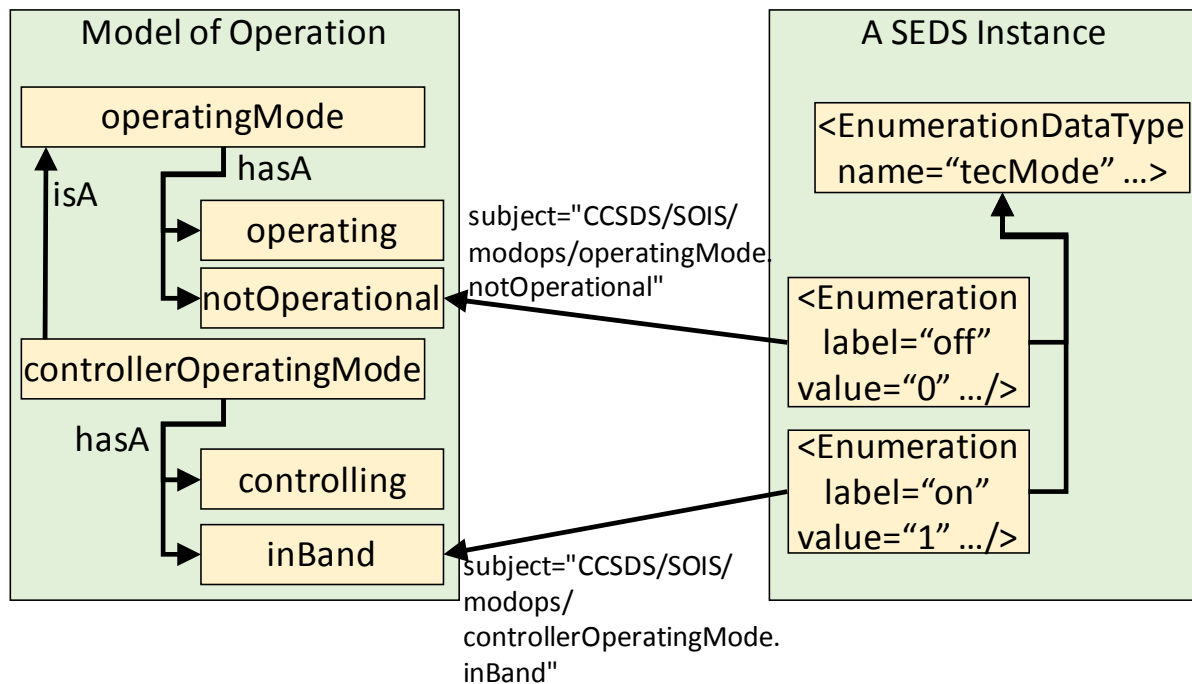 Model of Operation
operatingMode
hasA
isA
operating
notOperational
controllerOperatingMode
hasA
controlling
inBand
subject="CCSDS/SOIS/
modops/operatingMode.
notOperational"
subject="CCSDS/SOIS/
modops/
controllerOperatingMode.
inBand"
A SEDS Instance
<EnumerationDataType
name=“tecMode” ...>
<Enumeration
label=“off”
value=“0” .../>
<Enumeration
label=“on”
value=“1” .../>